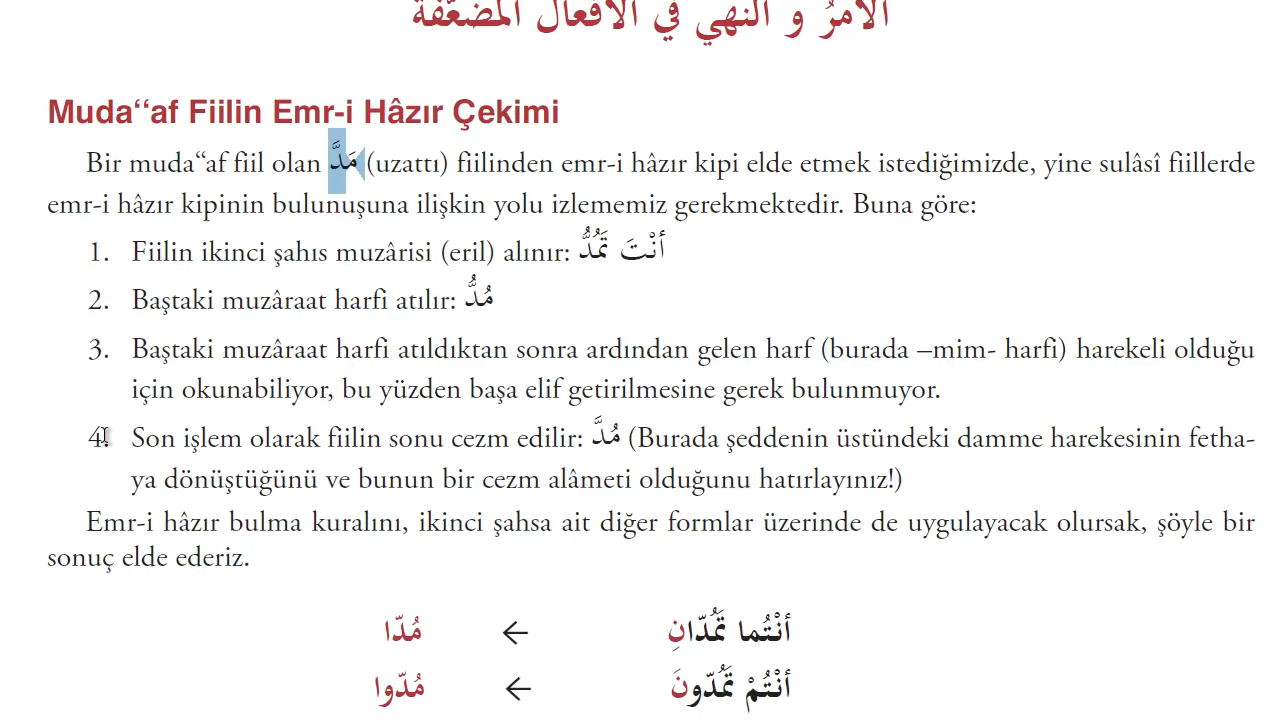 الأمرُ و النهي في الأفعال المضعّفة
Muda‘‘af Fiilin Emr-i Hâzır Çekimi
Bir muda“af fiil olan مَدَّ (uzattı) fiilinden emr-i hâzır kipi elde etmek istediğimizde, yine sulâsî fiillerde
emr-i hâzır kipinin bulunuşuna ilişkin yolu izlememiz gerekmektedir. Buna göre:
1. Fiilin ikinci şahıs muzârisi (eril) alınır: أَنْتَ تَمُدُّ
2. Baştaki muzâraat harfi atılır: مُدُّ
3. Baştaki muzâraat harfi atıldıktan sonra ardından gelen harf (burada –mim- harfi) harekeli olduğu
için okunabiliyor, bu yüzden başa elif getirilmesine gerek bulunmuyor.
4. Son işlem olarak fiilin sonu cezm edilir: مُدَّ (Burada şeddenin üstündeki damme harekesinin fetha-
ya dönüştüğünü ve bunun bir cezm alâmeti olduğunu hatırlayınız!)
Emr-i hâzır bulma kuralını, ikinci şahsa ait diğer formlar üzerinde de uygulayacak olursak, şöyle bir
sonuç elde ederiz.
أنْتُما تَمُدّانِ ← مُدّا
أنْتُمْ تَمُدّونَ ← مُدّوا